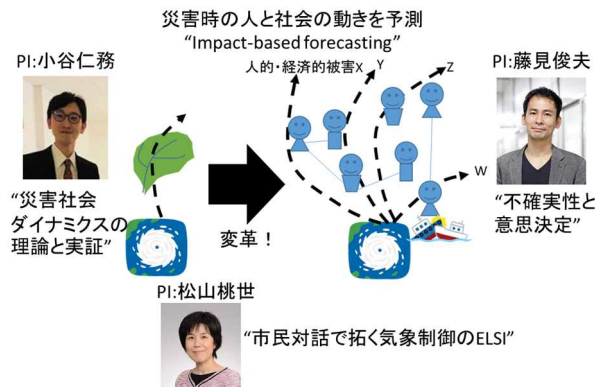 災害時の人と社会の動きを予測
“Impact-based forecasting”
PI:小谷仁務
人的・経済的被害X
Y
Z
PI:藤見俊夫
W
“災害社会
ダイナミクスの
理論と実証”
変革！
“不確実性と
意思決定”
PI:松山桃世
“市民対話で拓く気象制御のELSI”